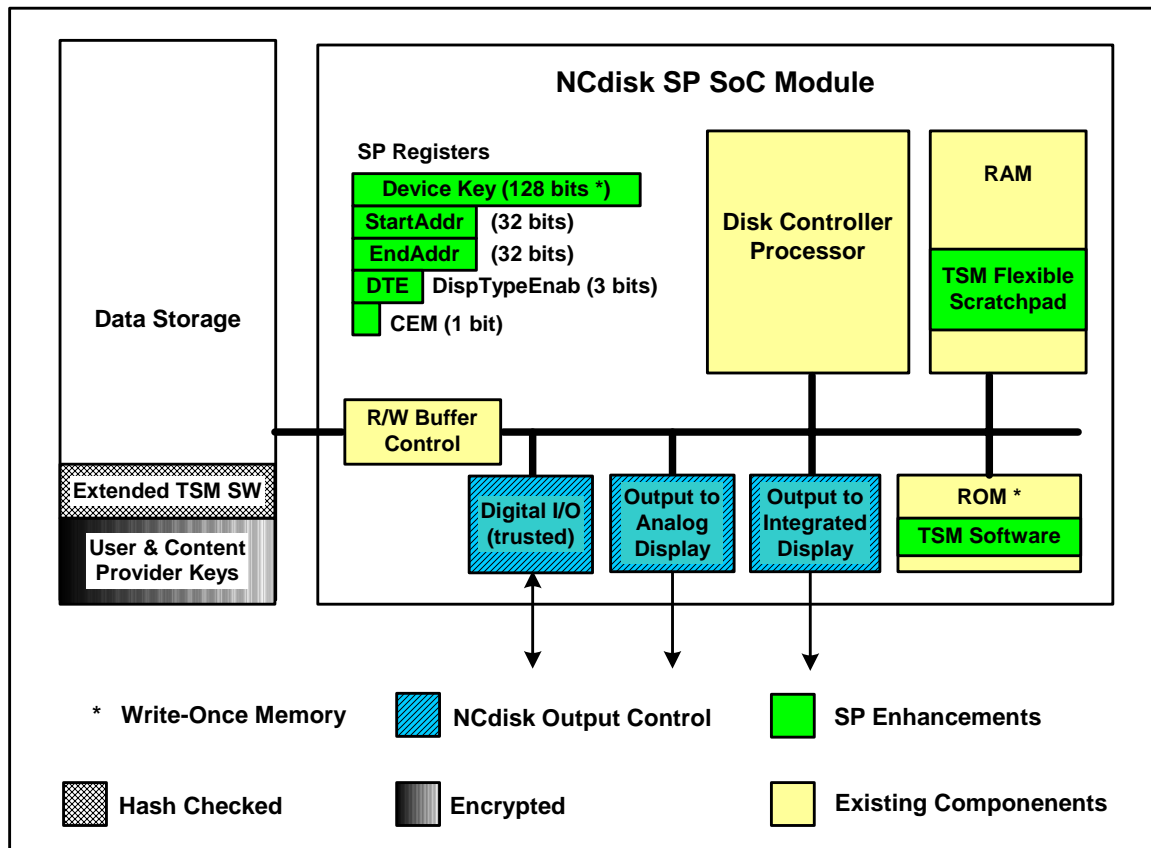 NCdisk SP SoC Module
SP Registers
Device Key (128 bits *)
StartAddr (32 bits)
EndAddr (32 bits)
DTE DispTypeEnab (3 bits)
CEM (1 bit)
Disk Controller
Processor
RAM
TSM Flexible
Scratchpad
Data Storage
R/W Buffer
Control
Extended TSM SW
User & Content
Provider Keys
Digital I/O
(trusted)
Output to
Analog
Display
Output to
Integrated
Display
ROM *
TSM Software
* Write-Once Memory
NCdisk Output Control
SP Enhancements
Hash Checked
Encrypted
Existing Componenents